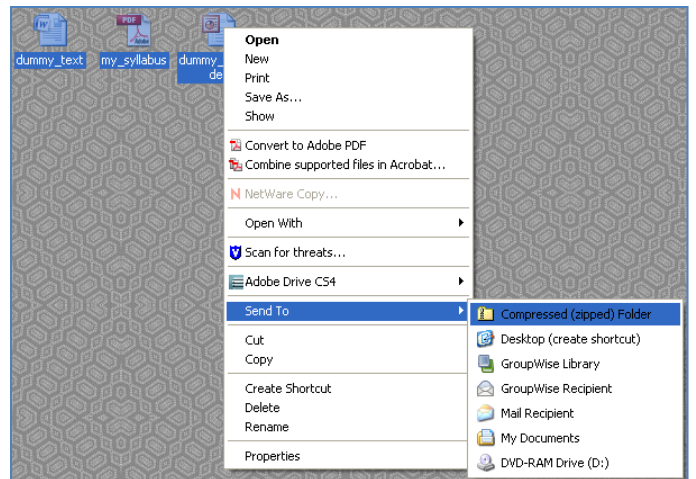 dummy_text
my_syllabus
dummy_
de
PDF
Adobe
Open
New
Print
Save As...
Show
Convert to Adobe PDF
Combine supported files in Acrobat...
NetWare Copy...
Open With
Scan for threats...
Adobe Drive CS4
Send To
Cut
Copy
Create Shortcut
Delete
Rename
Properties
Compressed (zipped) Folder
Desktop (create shortcut)
GroupWise Library
GroupWise Recipient
Mail Recipient
My Documents
DVD-RAM Drive (D:)